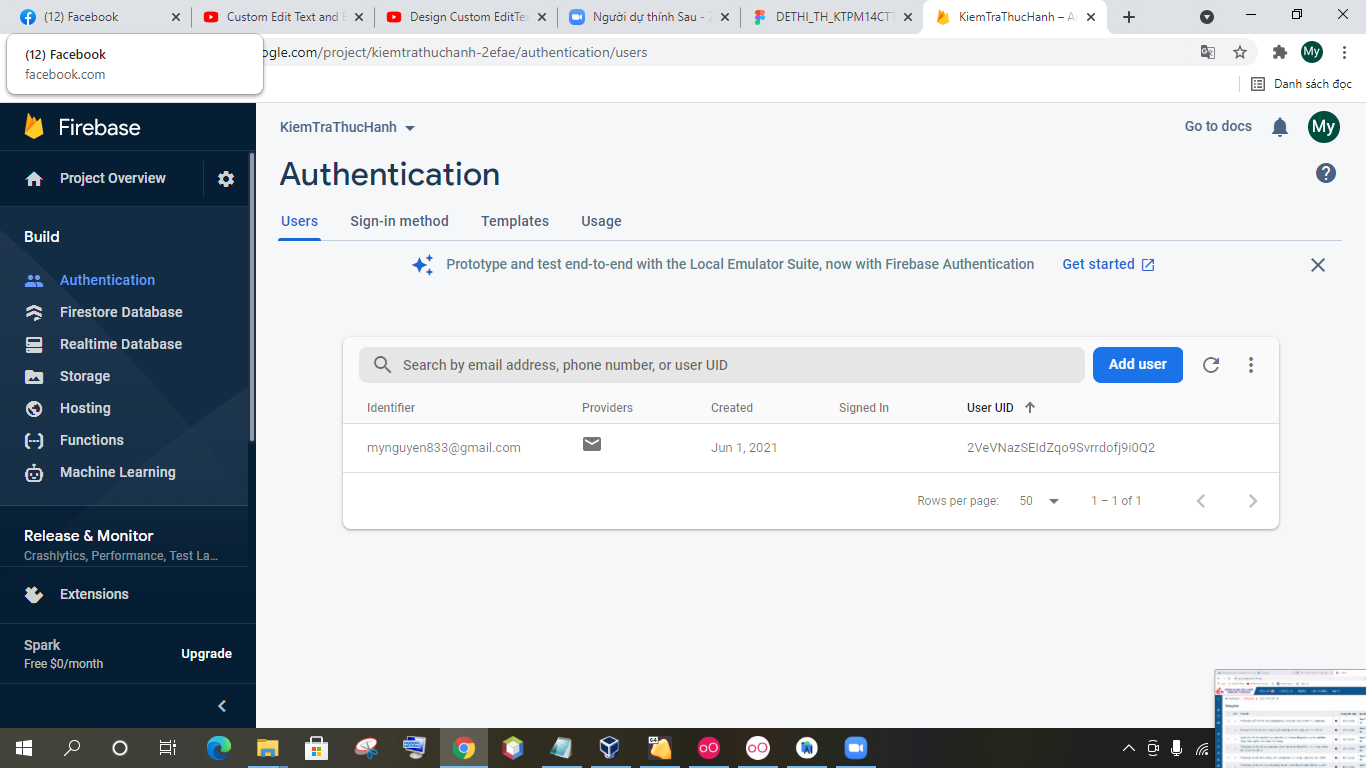 (12) Facebook
Custom Edit Text and
Design Custom EditTe
Người dự thính Sau - 
DETHI_TH_KTPM14CT
KiemTraThucHanh – A
(12) Facebook
facebook.com
ogle.com/project/kiemtrathuchanh-2efae/authentication/users
My
Danh sách đọc
Firebase
Project Overview
Build
Authentication
Firestore Database
Realtime Database
Storage
Hosting
Functions
Machine Learning
Release & Monitor
Crashlytics, Performance, Test La...
Extensions
Spark
Free $0/month
Upgrade
KiemTraThucHanh
Go to docs
My
Authentication
Users Sign-in method Templates Usage
Prototype and test end-to-end with the Local Emulator Suite, now with Firebase Authentication Get started
Search by email address, phone number, or user UID
Add user
Identifier Providers Created Signed In User UID
mynguyen833@gmail.com Jun 1, 2021 2VeVNazSEIdZqo9Svrrdofj9i0Q2
Rows per page: 50 1 – 1 of 1